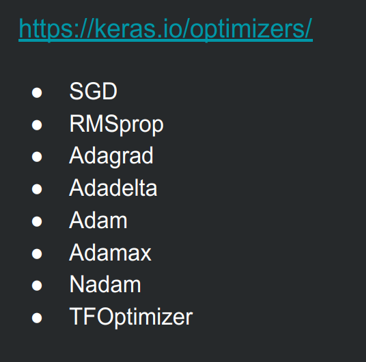 https://keras.io/optimizers/
● SGD
● RMSprop
● Adagrad
● Adadelta
● Adam
● Adamax
● Nadam
● TFOptimizer